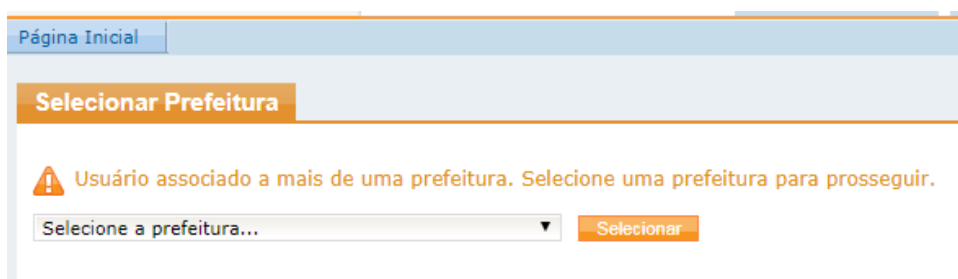 Página Inicial
Selecionar Prefeitura
Usuário associado a mais de uma prefeitura. Selecione uma prefeitura para prosseguir.
Selecione a prefeitura... Selecionar